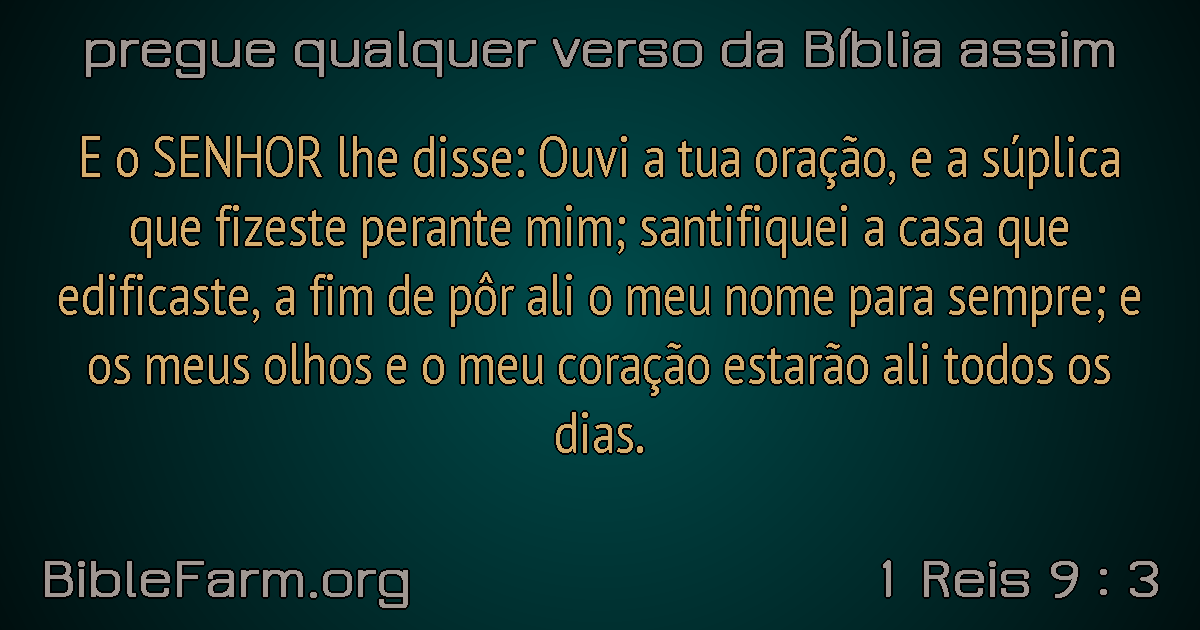 pregue qualquer verso da Bíblia assim
E o SENHOR lhe disse: Ouvi a tua oração, e a súplica
que fizeste perante mim; santifiquei a casa que
edificaste, a fim de pôr ali o meu nome para sempre; e
os meus olhos e o meu coração estarão ali todos os
dias.
BibleFarm.org
1 Reis 9 : 3